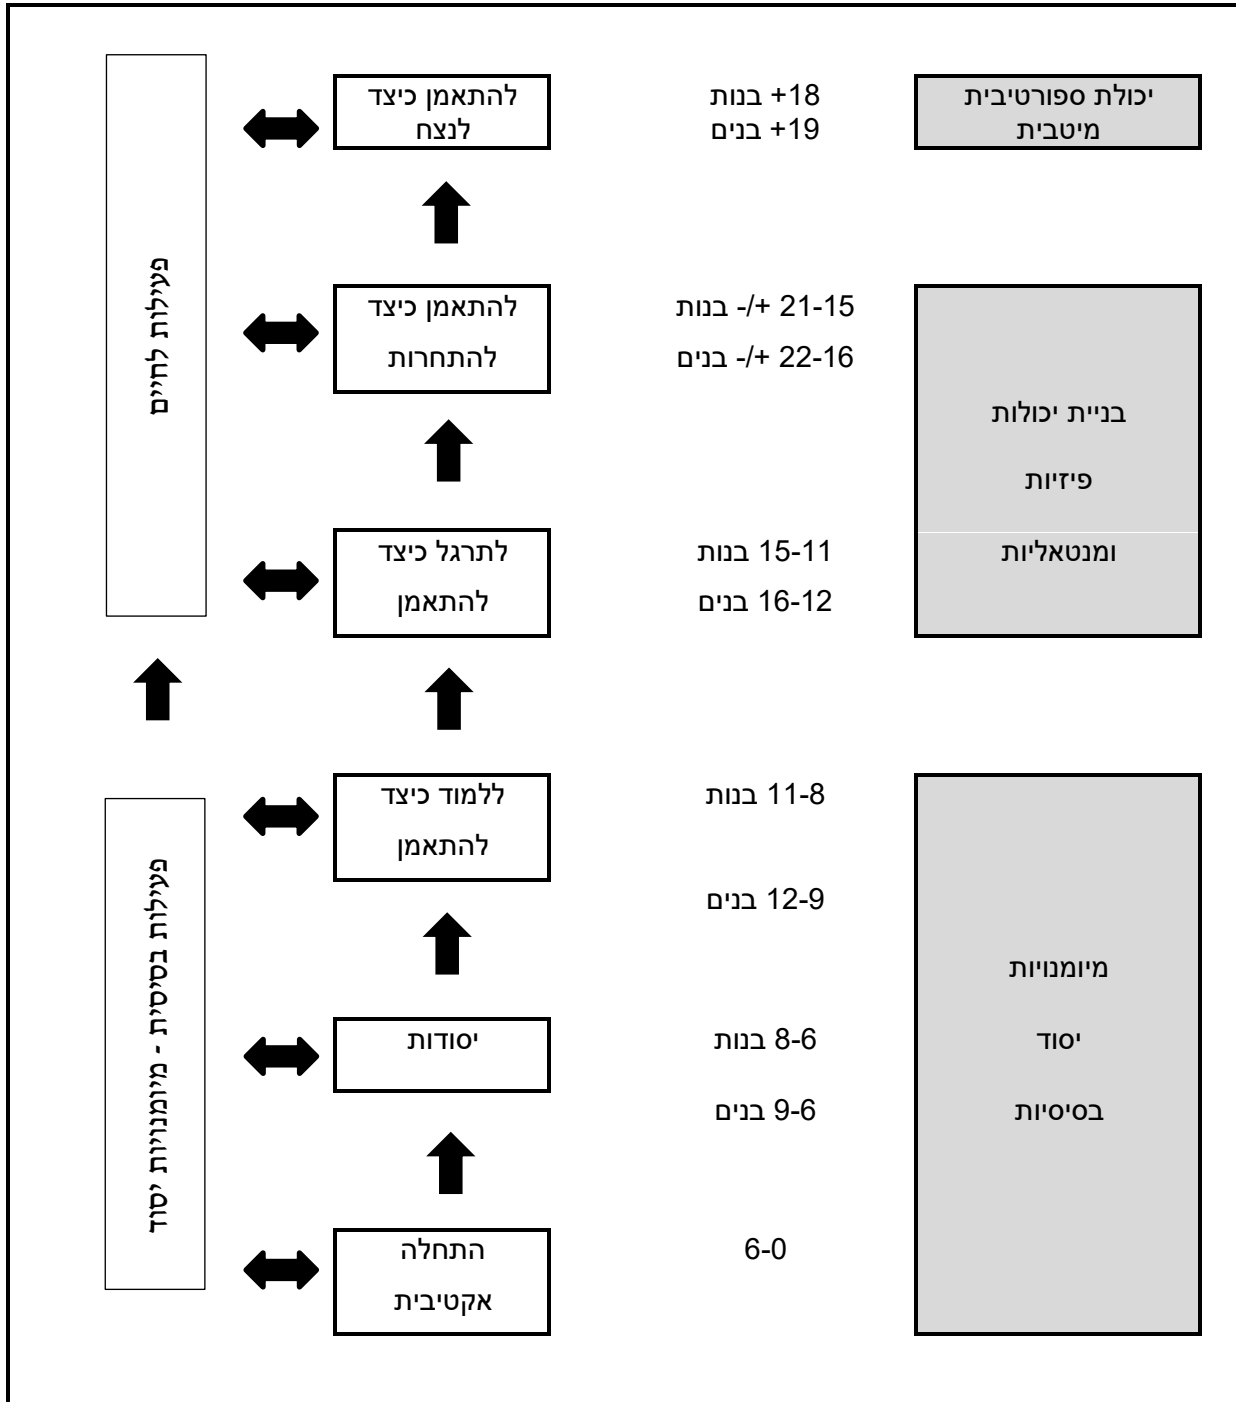 יכולת ספורטיבית
מיטבית
18+ בנות
19+ בנים
להתאמן כיצד
לנצח
פעילות לחיים
בניית יכולות
פיזיות
ומנטאליות
21-15 +/- בנות
22-16 +/- בנים
להתאמן כיצד
להתחרות
15-11 בנות
16-12 בנים
לתרגל כיצד
להתאמן
מיומנויות
יסוד
בסיסיות
11-8 בנות
12-9 בנים
ללמוד כיצד
להתאמן
פעילות בסיסית - מיומנויות יסוד
8-6 בנות
9-6 בנים
יסודות
6-0
התחלה
אקטיבית